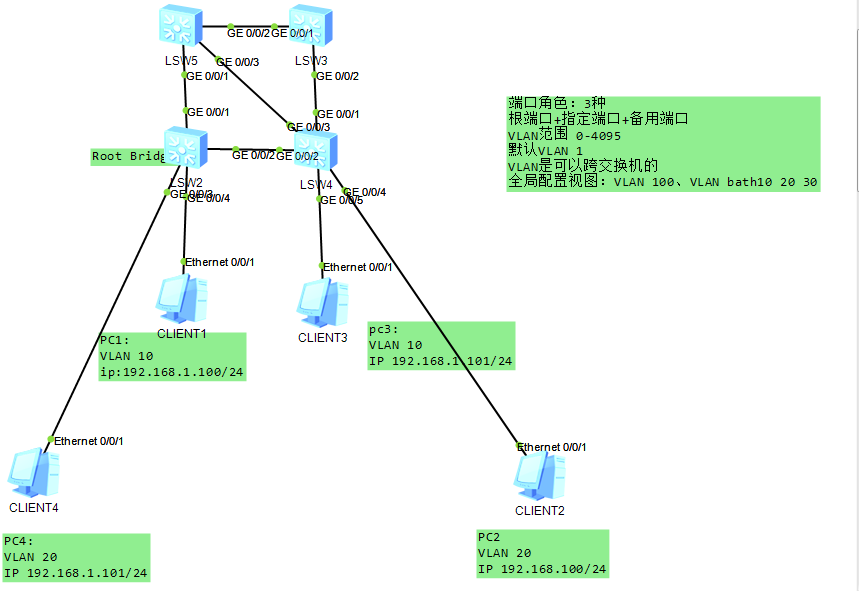 GE 0/0/2
GE 0/0/1
LSW5
LSW3
GE 0/0/3
GE 0/0/1
GE 0/0/2
GE 0/0/1
GE 0/0/1
GE 0/0/3
Root Bridg
GE 0/0/2
GE 0/0/2
LSW2
LSW4
GE 0/0/3
GE 0/0/4
GE 0/0/4
GE 0/0/5
端口角色: 3种
根端口+指定端口+备用端口
VLAN范围 0-4095
默认VLAN 1
VLAN是可以跨交换机的
全局配置视图: VLAN 100、VLAN bath10 20 30
Ethernet 0/0/1
Ethernet 0/0/1
CLIENT1
CLIENT3
PC1:
VLAN 10
ip:192.168.1.100/24
pc3:
VLAN 10
IP 192.168.1.101/24
Ethernet 0/0/1
Ethernet 0/0/1
CLIENT4
CLIENT2
PC4:
VLAN 20
IP 192.168.1.101/24
PC2
VLAN 20
IP 192.168.100/24